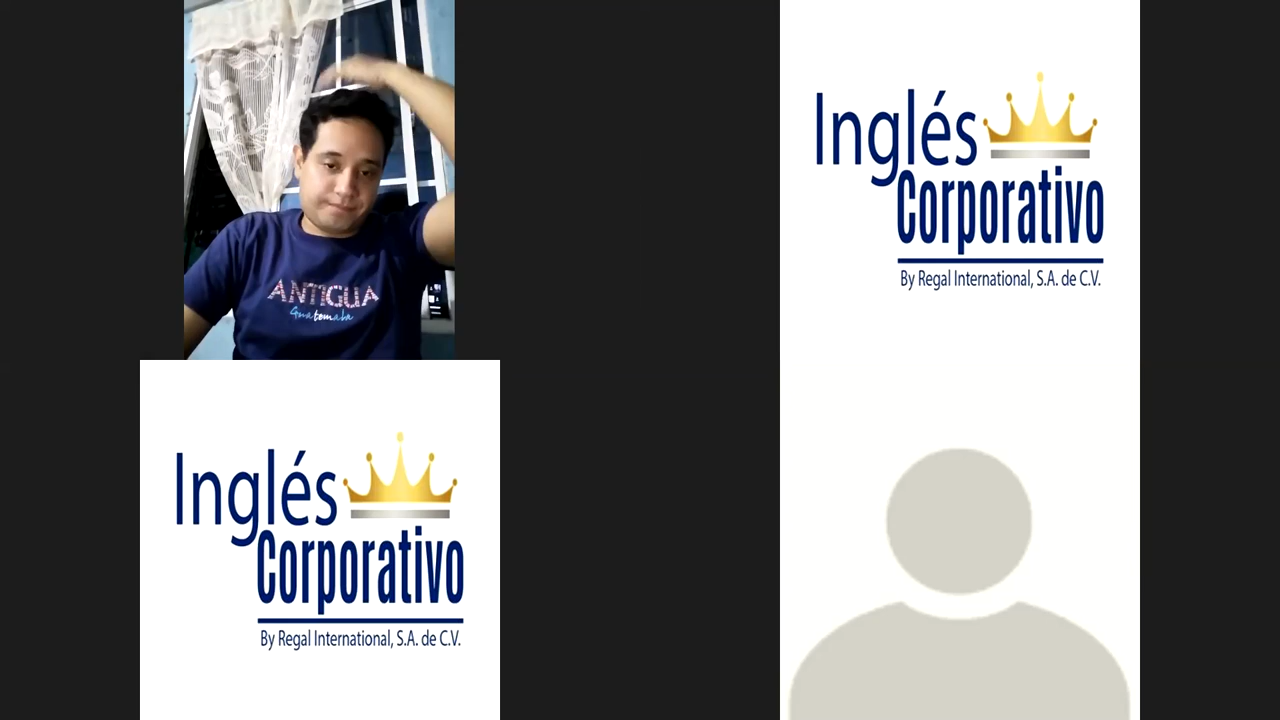 ANTIGUA
Guatemala
Inglés
Corporativo
By Regal International, S.A. de C.V.
Inglés
Corporativo
By Regal International, S.A. de C.V.